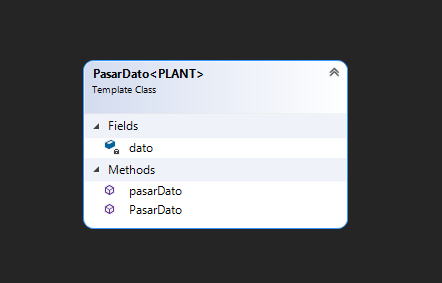 PasarDato<PLANT>
Template Class
Fields
dato
Methods
pasarDato
PasarDato